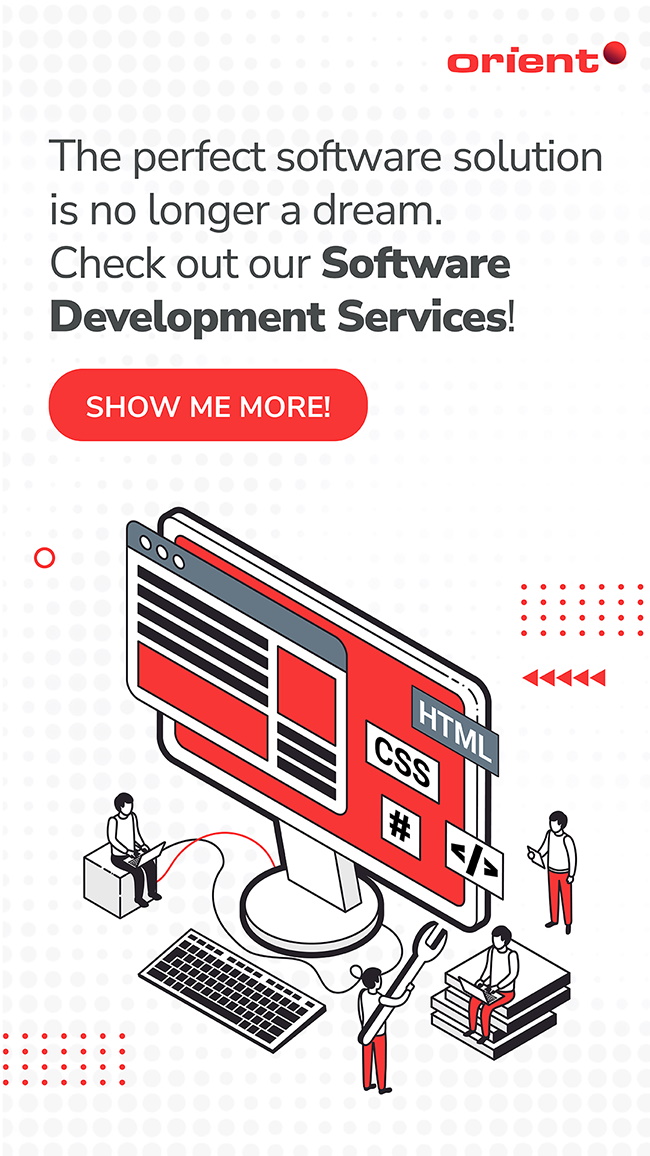 orient
The perfect software solution
is no longer a dream.
Check out our Software
Development Services!
SHOW ME MORE!
HTML
CSS
#
</>